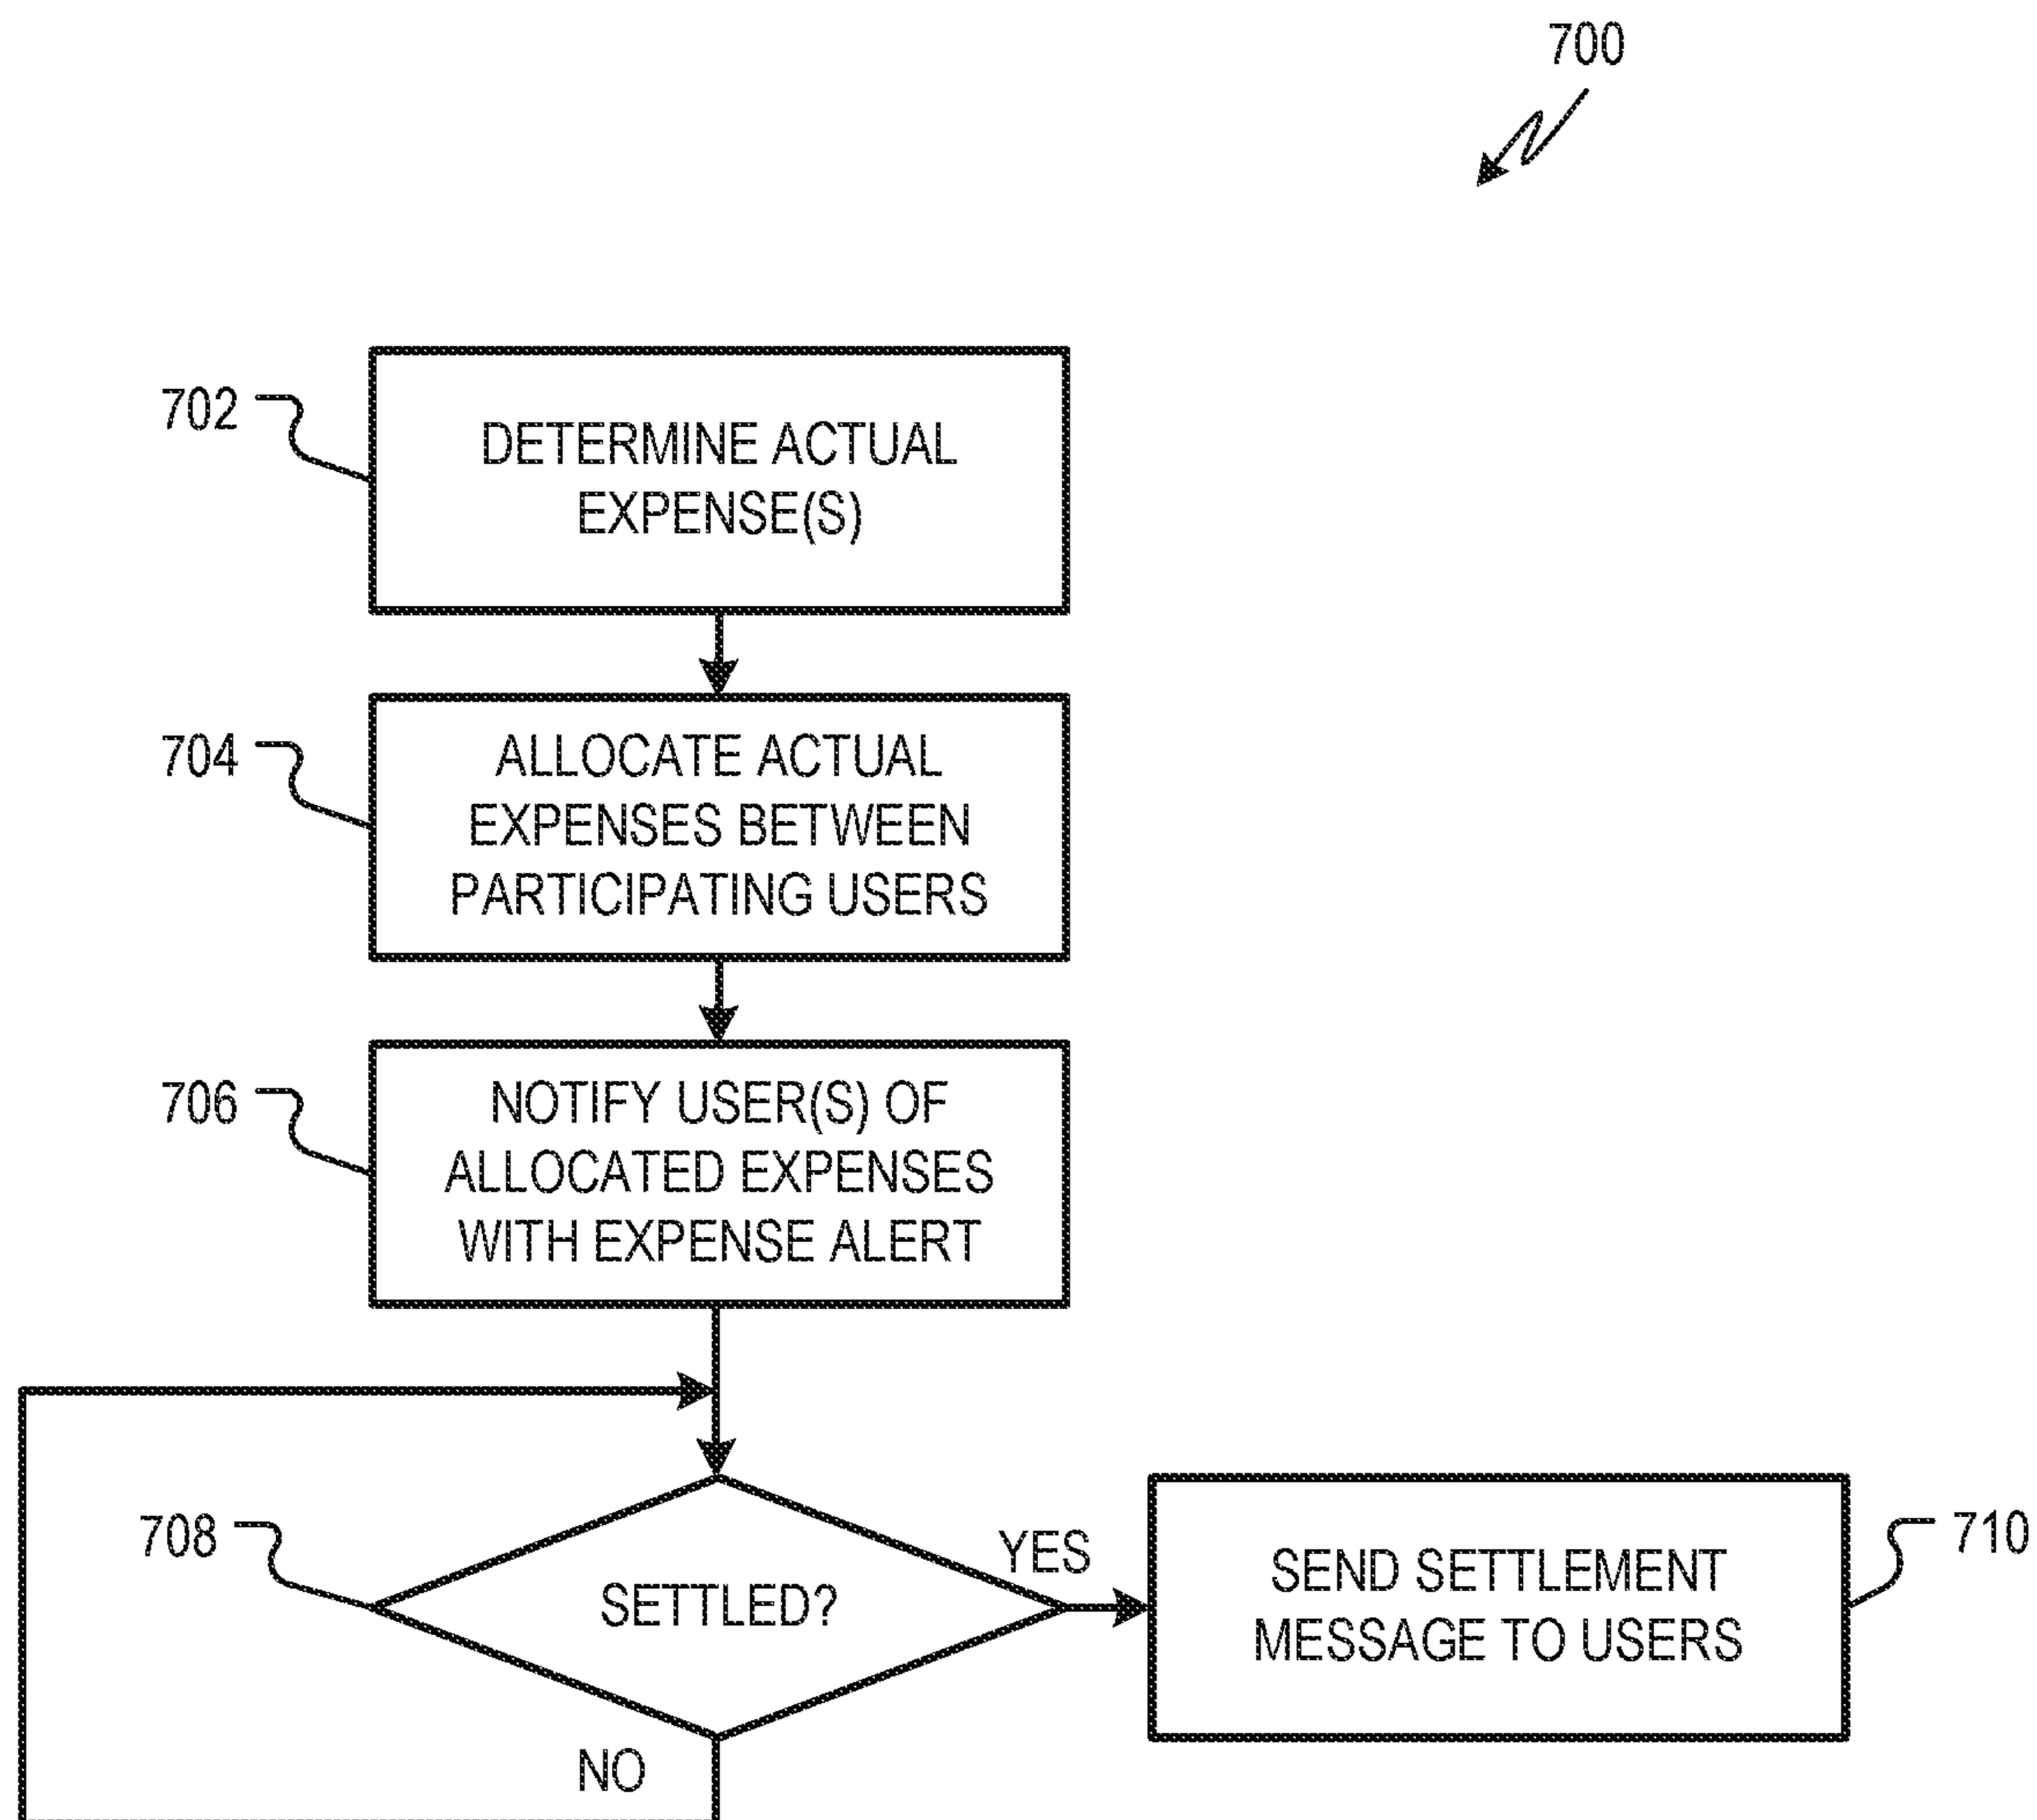 700
702
DETERMINE ACTUAL
EXPENSE(S)
704
ALLOCATE ACTUAL
EXPENSES BETWEEN
PARTICIPATING USERS
706
NOTIFY USER(S) OF
ALLOCATED EXPENSES
WITH EXPENSE ALERT
708
SETTLED?
YES
SEND SETTLEMENT
MESSAGE TO USERS
710
NO